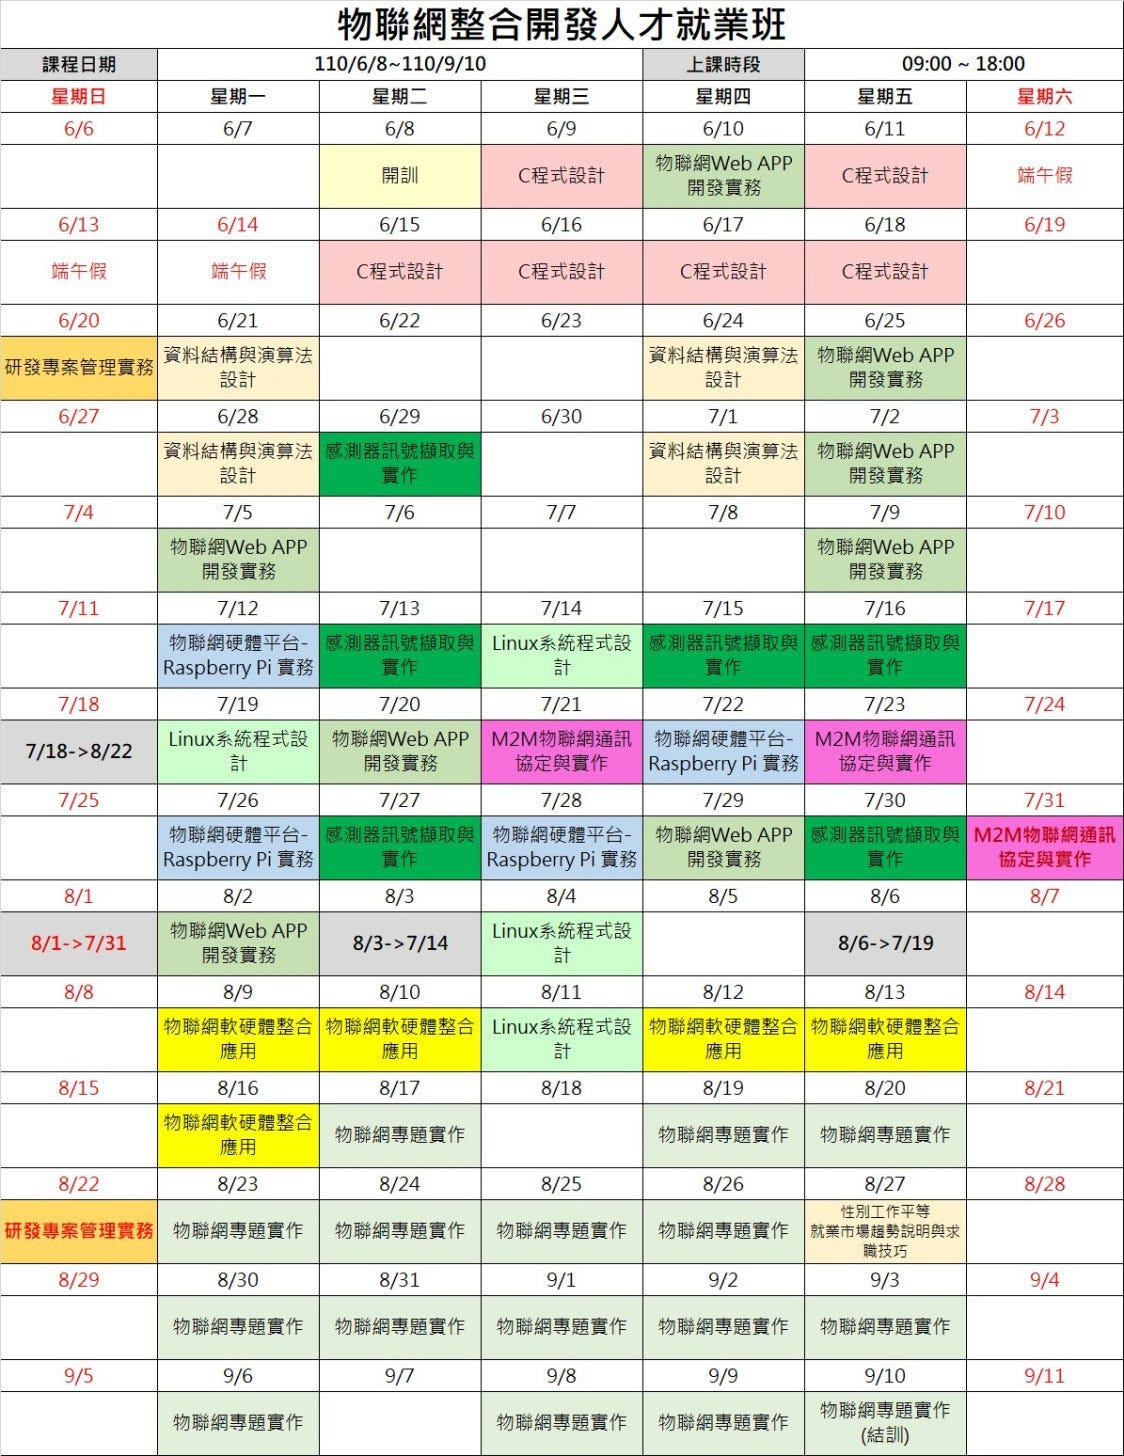 物聯網整合開發人才就業班
課程日期 110/6/8~110/9/10 上課時段 09:00 ~ 18:00
星期日 星期一 星期二 星期三 星期四 星期五 星期六
6/6 6/7 6/8 6/9 6/10 6/11 6/12
開訓 C程式設計 物聯網Web APP
開發實務 C程式設計 端午假
6/13 6/14 6/15 6/16 6/17 6/18 6/19
端午假 端午假 C程式設計 C程式設計 C程式設計 C程式設計
6/20 6/21 6/22 6/23 6/24 6/25 6/26
研發專案管理實務 資料結構與演算法
設計 資料結構與演算法
設計 物聯網Web APP
開發實務
6/27 6/28 6/29 6/30 7/1 7/2 7/3
資料結構與演算法
設計 感測器訊號擷取與
實作 資料結構與演算法
設計 物聯網Web APP
開發實務
7/4 7/5 7/6 7/7 7/8 7/9 7/10
物聯網Web APP
開發實務 物聯網Web APP
開發實務
7/11 7/12 7/13 7/14 7/15 7/16 7/17
物聯網硬體平台-
Raspberry Pi 實務 感測器訊號擷取與
實作 Linux系統程式設
計 感測器訊號擷取與
實作 感測器訊號擷取與
實作
7/18 7/19 7/20 7/21 7/22 7/23 7/24
7/18->8/22 Linux系統程式設
計 物聯網Web APP
開發實務 M2M物聯網通訊
協定與實作 物聯網硬體平台-
Raspberry Pi 實務 M2M物聯網通訊
協定與實作
7/25 7/26 7/27 7/28 7/29 7/30 7/31
物聯網硬體平台-
Raspberry Pi 實務 感測器訊號擷取與
實作 物聯網硬體平台-
Raspberry Pi 實務 物聯網Web APP
開發實務 感測器訊號擷取與
實作 M2M物聯網通訊
協定與實作
8/1 8/2 8/3 8/4 8/5 8/6 8/7
8/1->7/31 物聯網Web APP
開發實務 8/3->7/14 Linux系統程式設
計 8/6->7/19
8/8 8/9 8/10 8/11 8/12 8/13 8/14
物聯網軟硬體整合
應用 物聯網軟硬體整合
應用 Linux系統程式設
計 物聯網軟硬體整合
應用 物聯網軟硬體整合
應用
8/15 8/16 8/17 8/18 8/19 8/20 8/21
物聯網軟硬體整合
應用 物聯網專題實作 物聯網專題實作 物聯網專題實作
8/22 8/23 8/24 8/25 8/26 8/27 8/28
研發專案管理實務 物聯網專題實作 物聯網專題實作 物聯網專題實作 物聯網專題實作 性別工作平等
就業市場趨勢說明與求
職技巧
8/29 8/30 8/31 9/1 9/2 9/3 9/4
物聯網專題實作 物聯網專題實作 物聯網專題實作 物聯網專題實作 物聯網專題實作
9/5 9/6 9/7 9/8 9/9 9/10 9/11
物聯網專題實作 物聯網專題實作 物聯網專題實作 物聯網專題實作
(結訓)